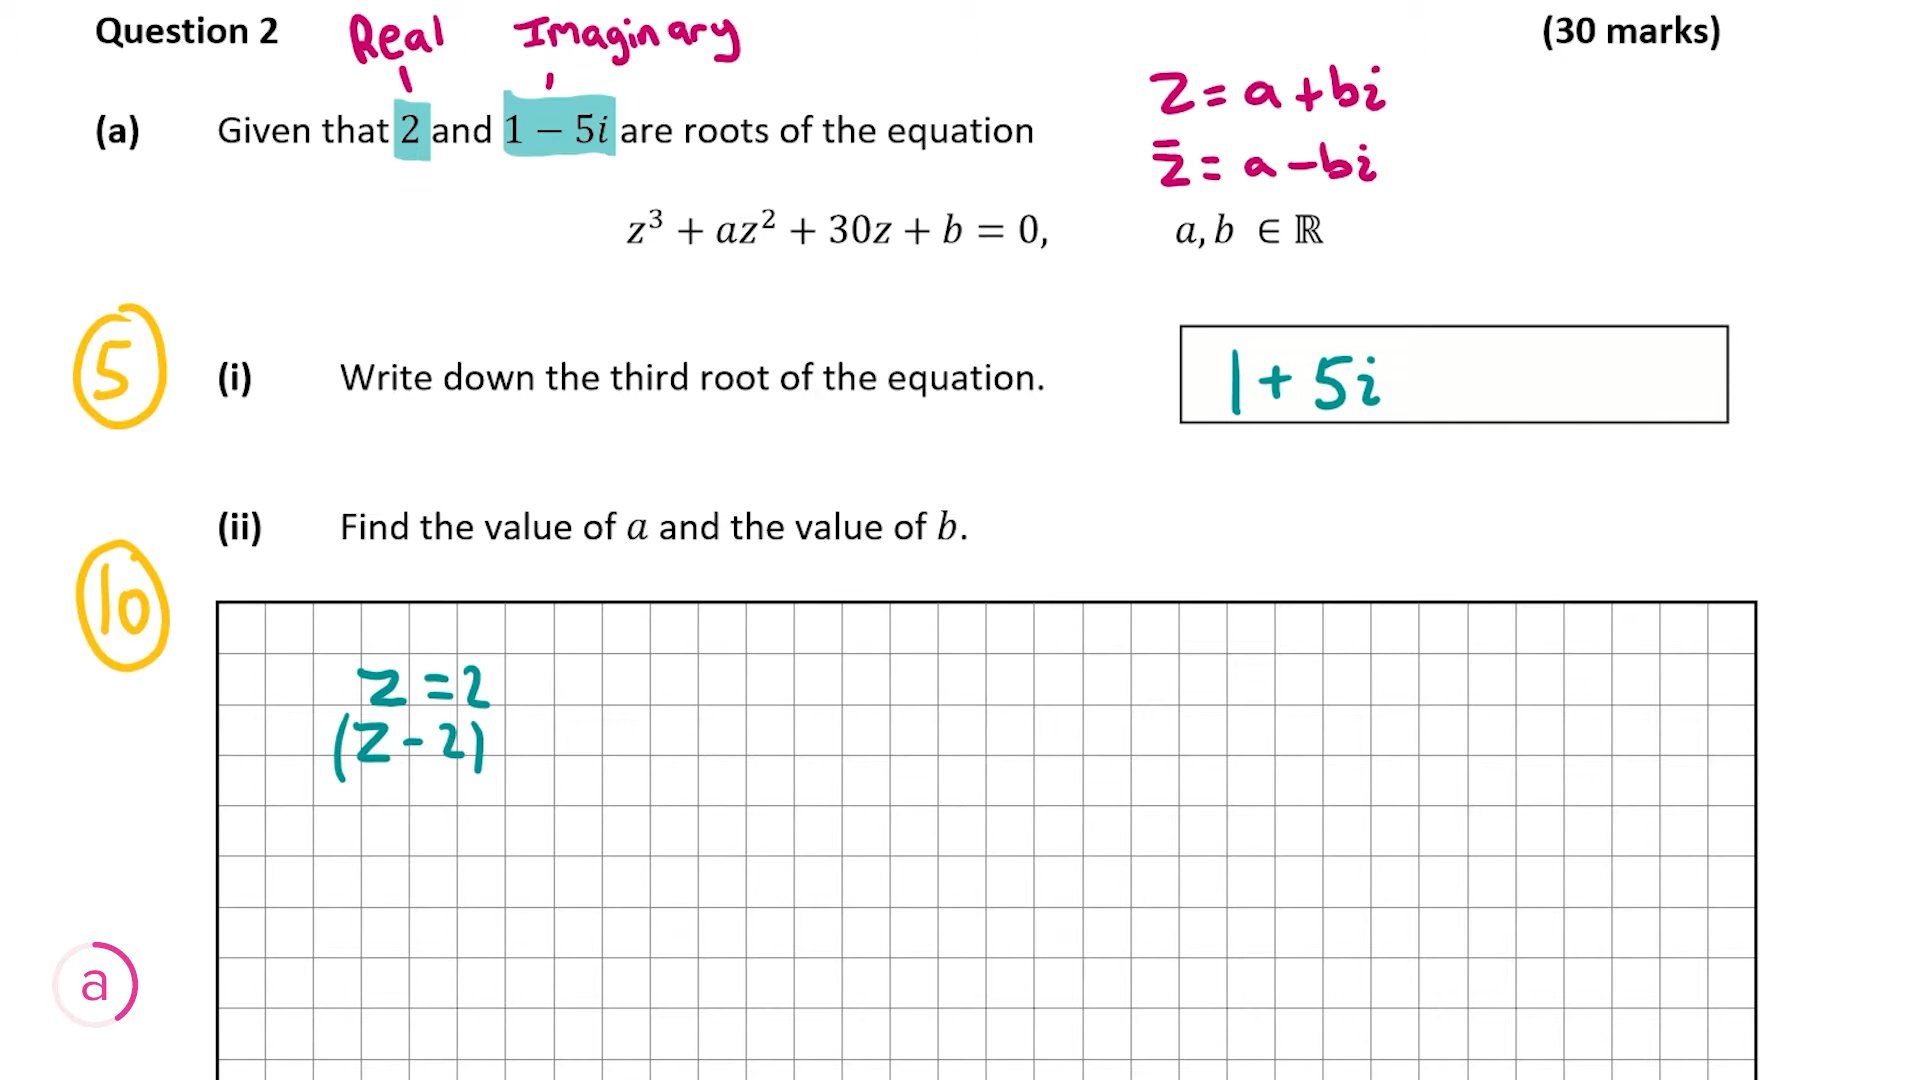 Question 2 Real Imaginary (30 marks)
z = a + bi
(a) Given that 2 and 1 − 5i are roots of the equation
z̄ = a − bi
z³ + az² + 30z + b = 0, a, b ∈ ℝ
5 (i) Write down the third root of the equation. 1 + 5i
(ii) Find the value of a and the value of b.
10
z = 2
(z − 2)
a